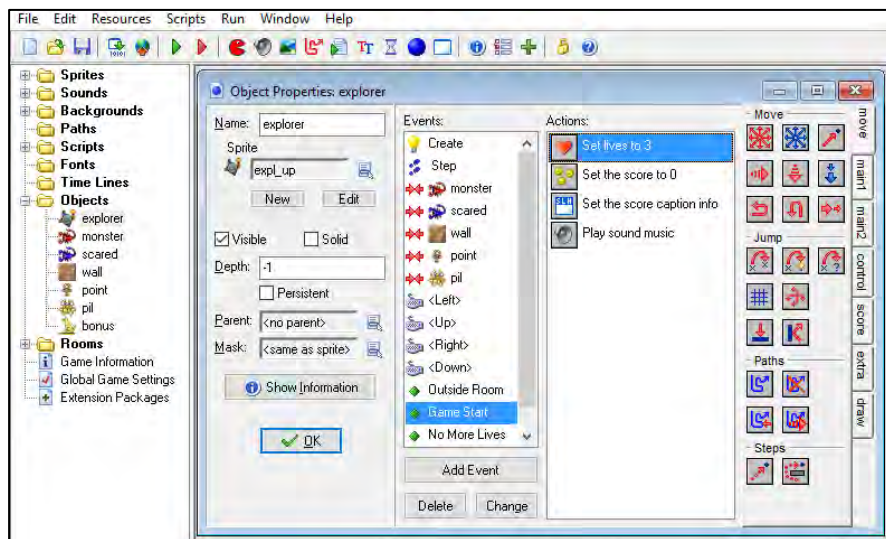 File Edit Resources Scripts Run Window Help
Sprites
Sounds
Backgrounds
Paths
Scripts
Fonts
Time Lines
Objects
explorer
monster
scared
wall
point
pil
bonus
Rooms
Game Information
Global Game Settings
Extension Packages
Object Properties: explorer
Name: explorer
Sprite
expl_up
New Edit
Visible Solid
Depth: -1
Persistent
Parent: <no parent>
Mask: <same as sprite>
Show Information
OK
Events:
Create
Step
monster
scared
wall
point
pil
<Left>
<Up>
<Right>
<Down>
Outside Room
Game Start
No More Lives
Add Event
Delete Change
Actions:
Set lives to 3
Set the score to 0
Set the score caption info
Play sound music
Move
Jump
Paths
Steps
move
main1
main2
control
score
extra
draw